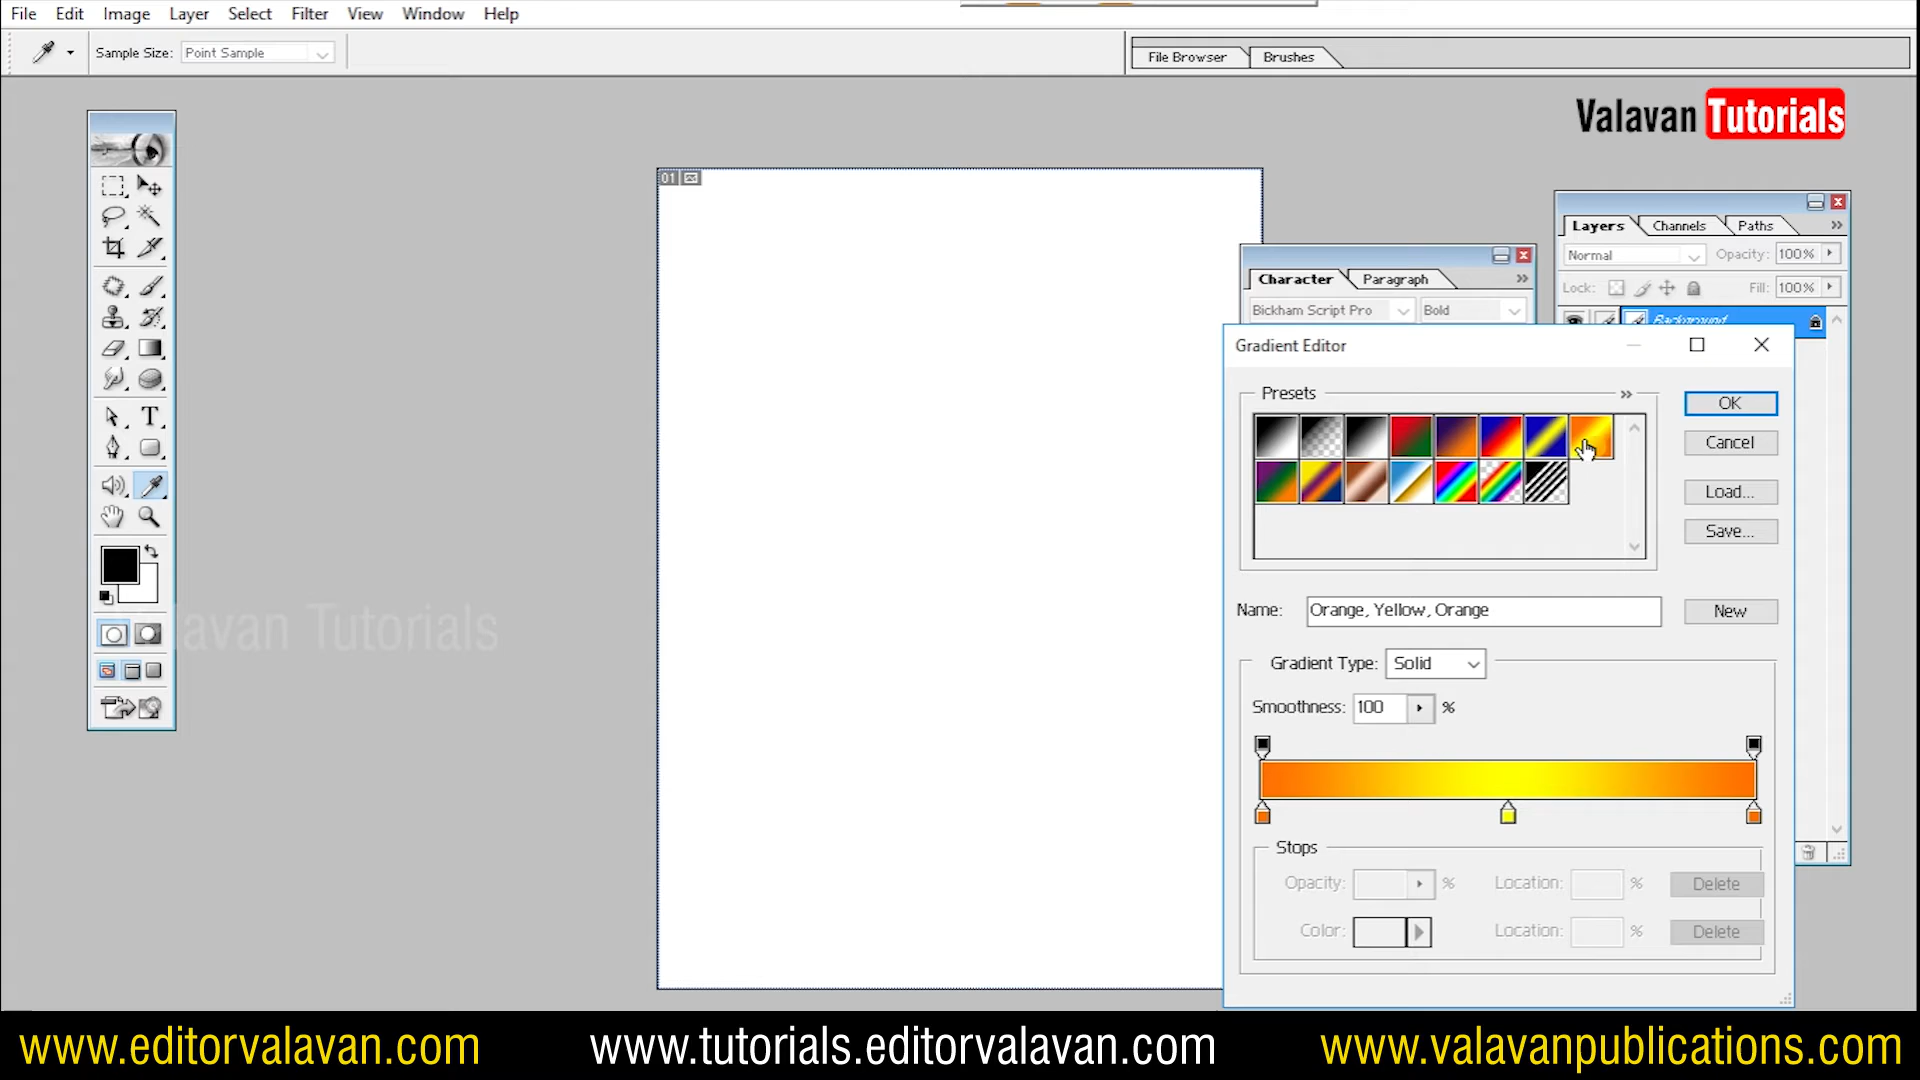 File Edit Image Layer Select Filter View Window Help
Sample Size: Point Sample
File Browser Brushes
Valavan Tutorials
01
Layers Channels Paths
Normal Opacity: 100%
Lock: Fill: 100%
Background
Character Paragraph
Bickham Script Pro Bold
Gradient Editor
Presets
OK
Cancel
Load...
Save...
Name: Orange, Yellow, Orange New
Gradient Type: Solid
Smoothness: 100 %
Stops
Opacity: % Location: % Delete
Color: Location: % Delete
T
lavan Tutorials
www.editorvalavan.com www.tutorials.editorvalavan.com www.valavanpublications.com